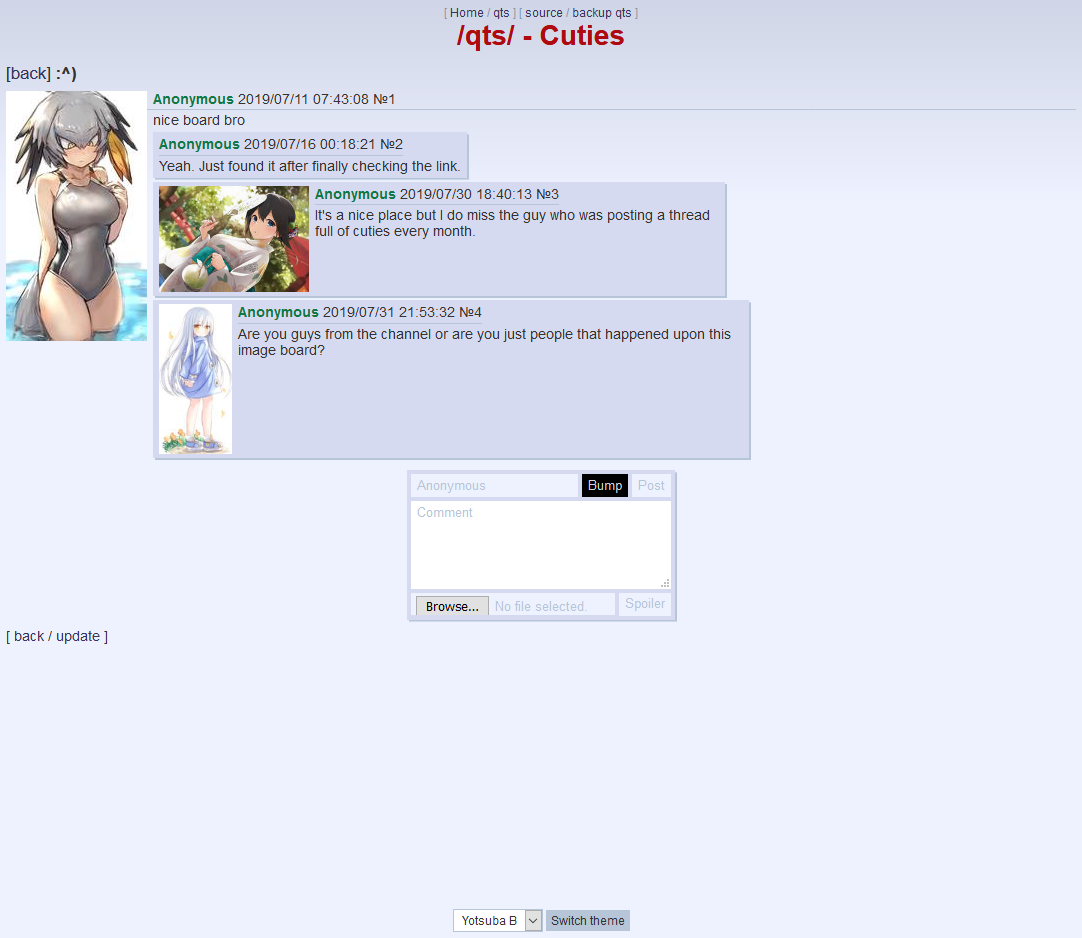 [ Home / qts ] [ source / backup qts ]
/qts/ - Cuties
[back] :^)
Anonymous 2019/07/11 07:43:08 №1
nice board bro
Anonymous 2019/07/16 00:18:21 №2
Yeah. Just found it after finally checking the link.
Anonymous 2019/07/30 18:40:13 №3
It's a nice place but I do miss the guy who was posting a thread
full of cuties every month.
Anonymous 2019/07/31 21:53:32 №4
Are you guys from the channel or are you just people that happened upon this
image board?
Anonymous Bump Post
Comment
Browse... No file selected. Spoiler
[ back / update ]
Yotsuba B Switch theme